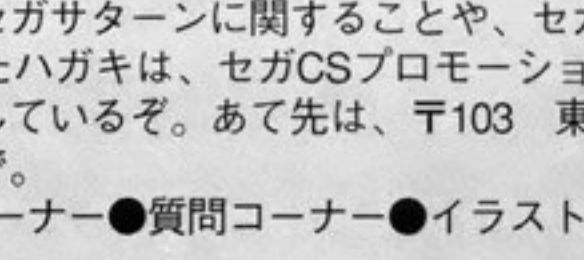 セガサターンに関することや、セガ
たハガキは、セガCSプロモーショ
しているぞ。あて先は、〒103　東
で。
ーナー●質問コーナー●イラスト